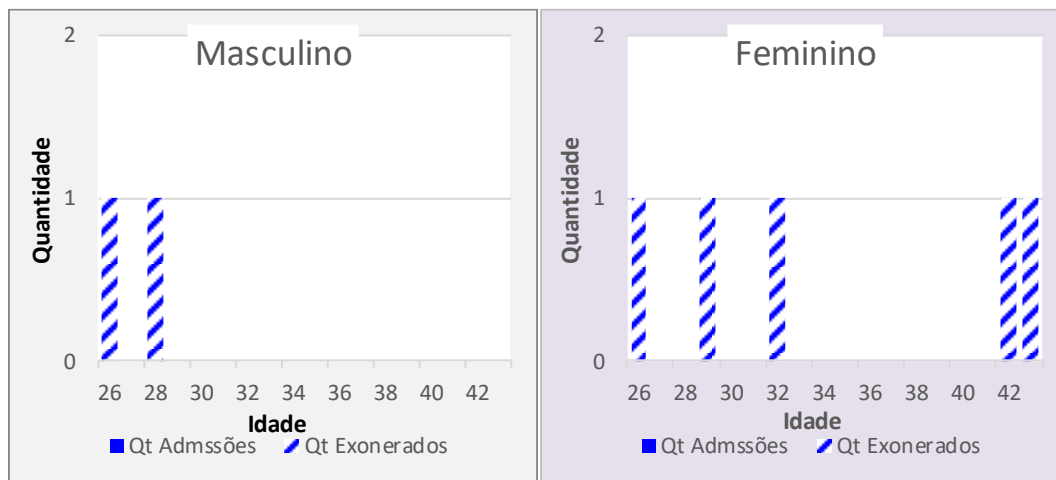 Masculino
Quantidade
2
1
0
26 28 30 32 34 36 38 40 42
Idade
Qt Admssões Qt Exonerados
Feminino
Quantidade
2
1
0
26 28 30 32 34 36 38 40 42
Idade
Qt Admssões Qt Exonerados